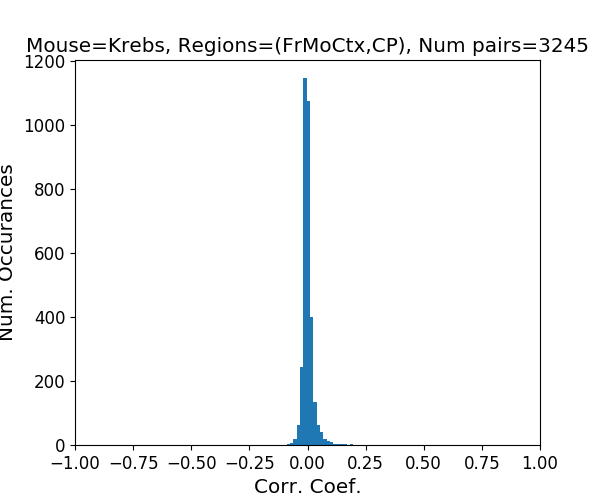 Mouse=Krebs, Regions=(FrMoCtx,CP), Num pairs=3245
1200
1000
800
600
400
200
0
Num. Occurances
−1.00 −0.75 −0.50 −0.25 0.00 0.25 0.50 0.75 1.00
Corr. Coef.